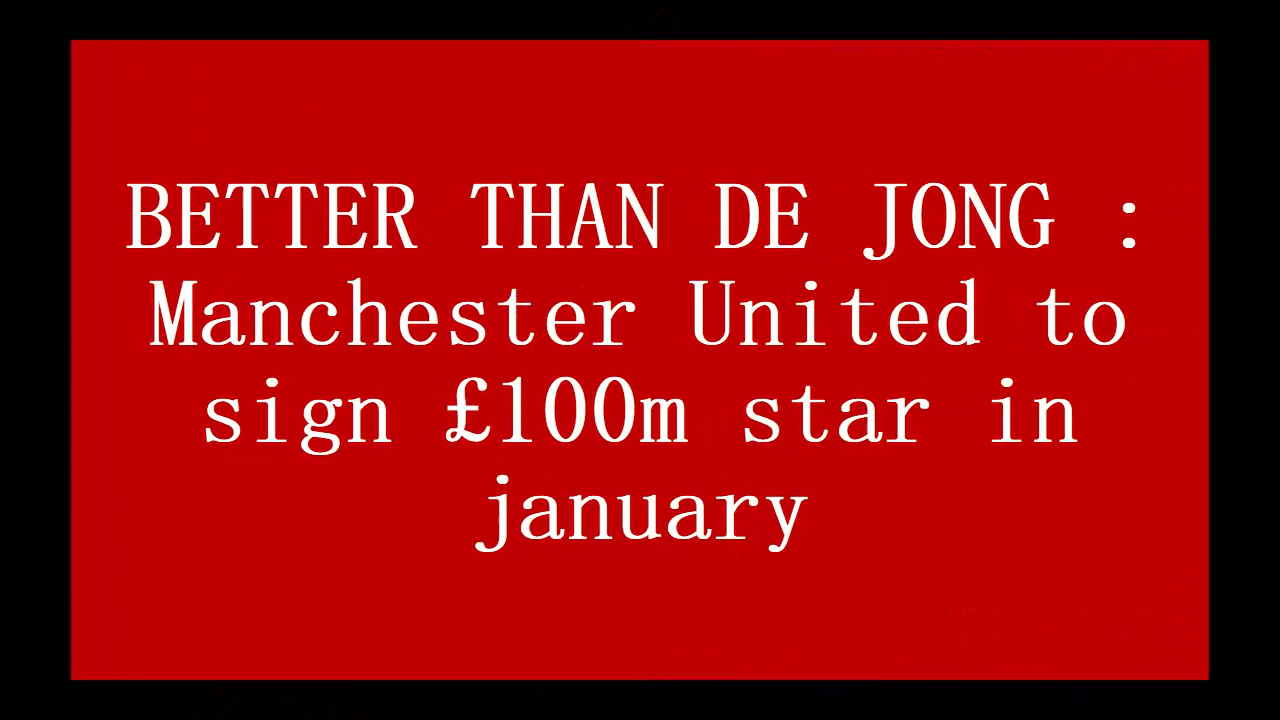 BETTER THAN DE JONG :
Manchester United to
sign £100m star in
january